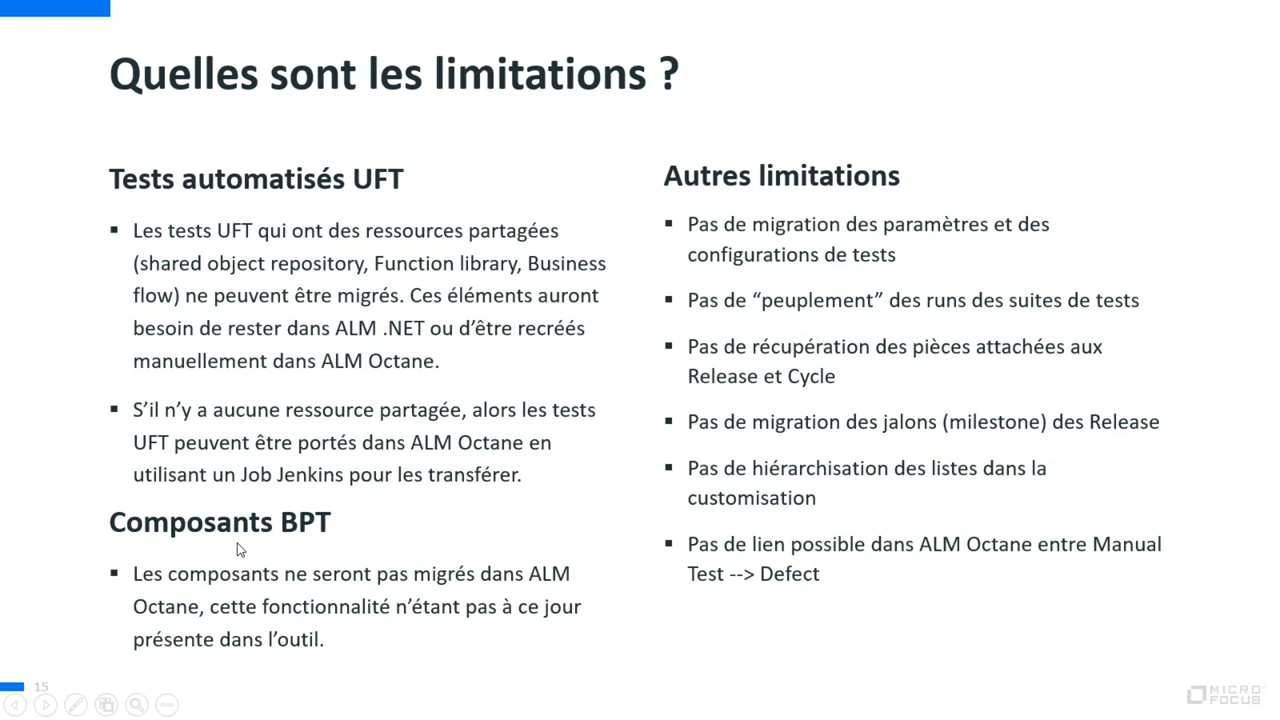 Quelles sont les limitations ?
Tests automatisés UFT
▪ Les tests UFT qui ont des ressources partagées
(shared object repository, Function library, Business
flow) ne peuvent être migrés. Ces éléments auront
besoin de rester dans ALM .NET ou d’être recréés
manuellement dans ALM Octane.
▪ S’il n’y a aucune ressource partagée, alors les tests
UFT peuvent être portés dans ALM Octane en
utilisant un Job Jenkins pour les transférer.
Composants BPT
▪ Les composants ne seront pas migrés dans ALM
Octane, cette fonctionnalité n’étant pas à ce jour
présente dans l’outil.
Autres limitations
▪ Pas de migration des paramètres et des
configurations de tests
▪ Pas de “peuplement” des runs des suites de tests
▪ Pas de récupération des pièces attachées aux
Release et Cycle
▪ Pas de migration des jalons (milestone) des Release
▪ Pas de hiérarchisation des listes dans la
customisation
▪ Pas de lien possible dans ALM Octane entre Manual
Test --> Defect
15
MICRO
FOCUS